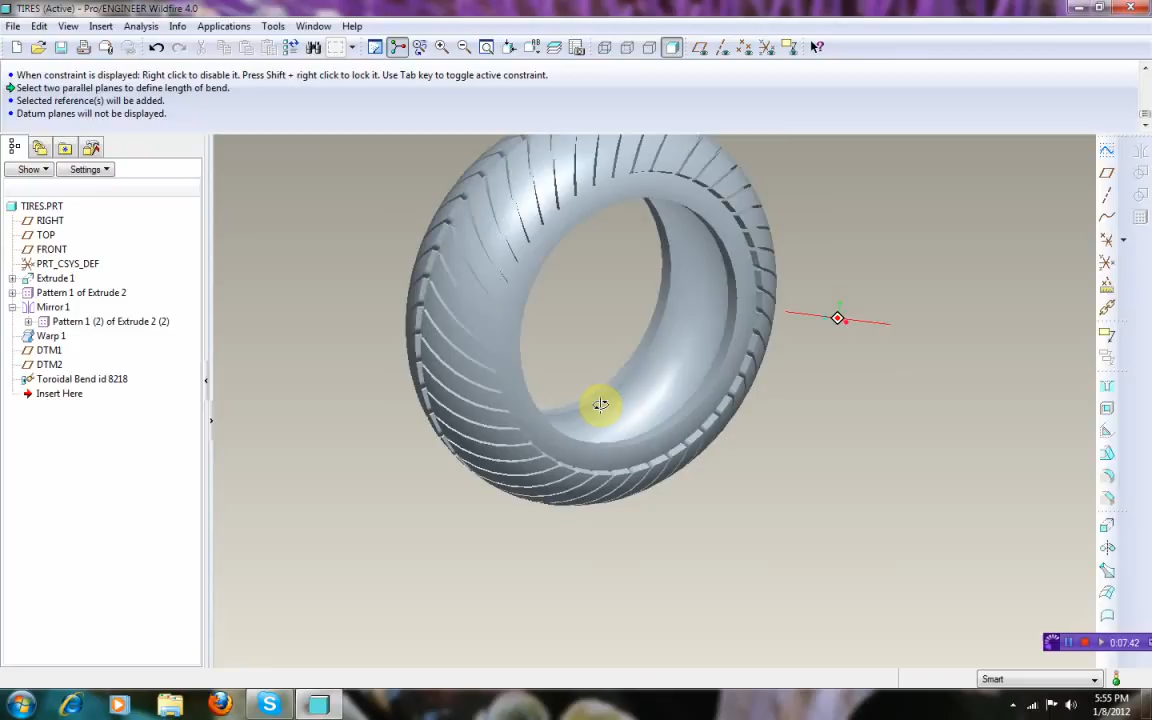 TIRES (Active) - Pro/ENGINEER Wildfire 4.0
File Edit View Insert Analysis Info Applications Tools Window Help
When constraint is displayed: Right click to disable it. Press Shift + right click to lock it. Use Tab key to toggle active constraint.
Select two parallel planes to define length of bend.
Selected reference(s) will be added.
Datum planes will not be displayed.
Show Settings
TIRES.PRT
RIGHT
TOP
FRONT
PRT_CSYS_DEF
Extrude 1
Pattern 1 of Extrude 2
Mirror 1
Pattern 1 (2) of Extrude 2 (2)
Warp 1
DTM1
DTM2
Toroidal Bend id 8218
Insert Here
0:07.42
Smart
5:55 PM
1/8/2012